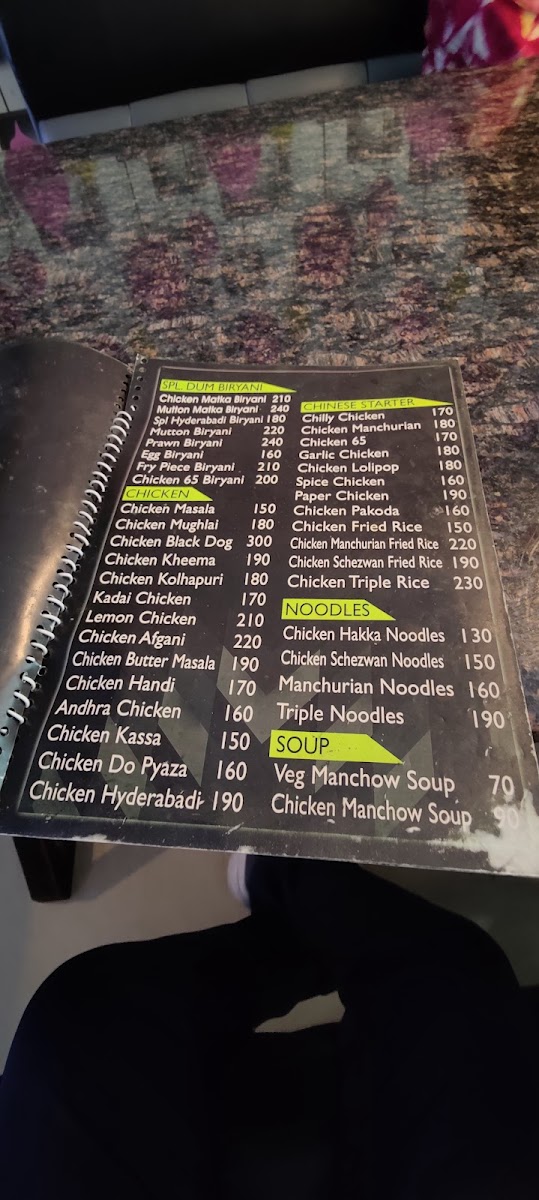 SPL. DUM BIRYANI
Chicken Matka Biryani 210
Mutton Matka Biryani 240
Spl Hyderabadi Biryani 180
Mutton Biryani 220
Prawn Biryani 240
Egg Biryani 160
Fry Piece Biryani 210
Chicken 65 Biryani 200
CHICKEN
Chicken Masala 150
Chicken Mughlai 180
Chicken Black Dog 300
Chicken Kheema 190
Chicken Kolhapuri 180
Kadai Chicken 170
Lemon Chicken 210
Chicken Afgani 220
Chicken Butter Masala 190
Chicken Handi 170
Andhra Chicken 160
Chicken Kassa 150
Chicken Do Pyaza 160
Chicken Hyderabadi 190
CHINESE STARTER
Chilly Chicken 170
Chicken Manchurian 180
Chicken 65 170
Garlic Chicken 180
Chicken Lolipop 180
Spice Chicken 160
Paper Chicken 190
Chicken Pakoda 160
Chicken Fried Rice 150
Chicken Manchurian Fried Rice 220
Chicken Schezwan Fried Rice 190
Chicken Triple Rice 230
NOODLES
Chicken Hakka Noodles 130
Chicken Schezwan Noodles 150
Manchurian Noodles 160
Triple Noodles 190
SOUP
Veg Manchow Soup 70
Chicken Manchow Soup 90